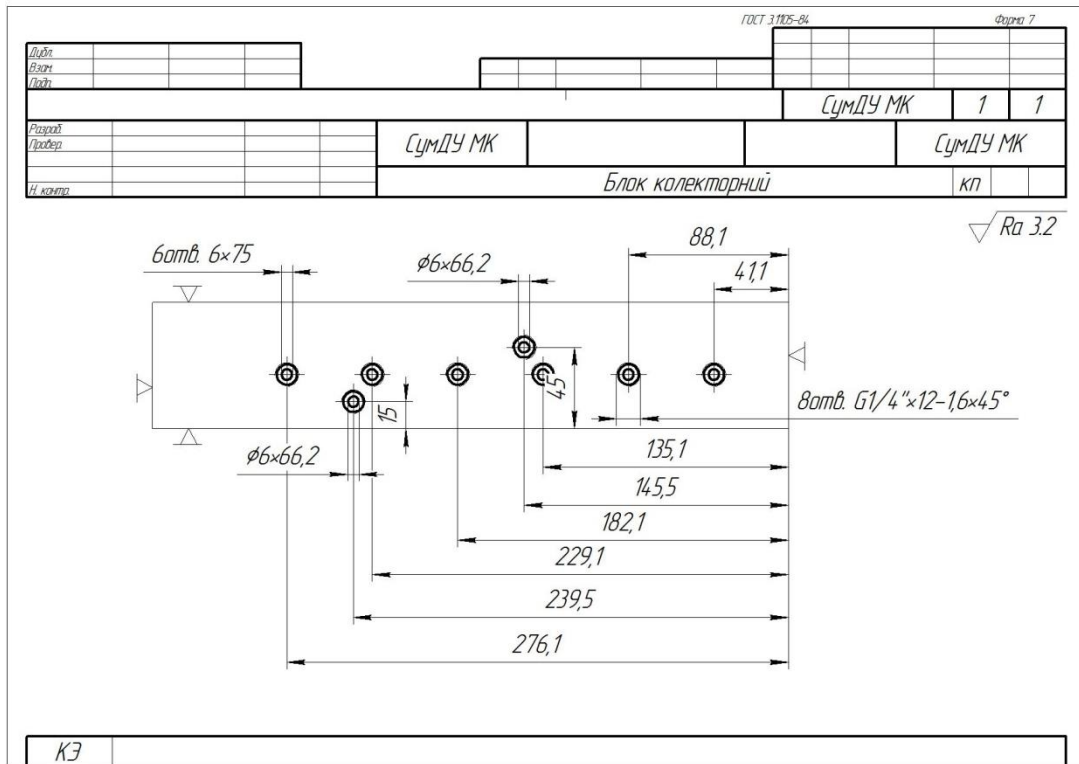 ГОСТ 3.1105-84 Форма 7
Дубл.
Взам.
Подп.
СумДУ МК 1 1
Разраб.
Провер.
СумДУ МК СумДУ МК
Блок колекторний КП
Н. контр.
Ra 3.2
88,1
6отв. 6×75 ϕ6×66,2 41,1
45
15
8отв. G1/4"×12-1,6×45°
ϕ6×66,2 135,1
145,5
182,1
229,1
239,5
276,1
КЭ